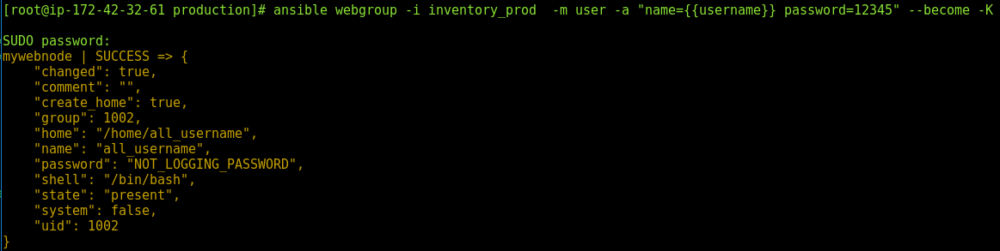 [root@ip-172-42-32-61 production]# ansible webgroup -i inventory_prod  -m user -a "name={{username}} password=12345" --become -K
SUDO password:
mywebnode | SUCCESS => {
    "changed": true,
    "comment": "",
    "create_home": true,
    "group": 1002,
    "home": "/home/all_username",
    "name": "all_username",
    "password": "NOT_LOGGING_PASSWORD",
    "shell": "/bin/bash",
    "state": "present",
    "system": false,
    "uid": 1002
}